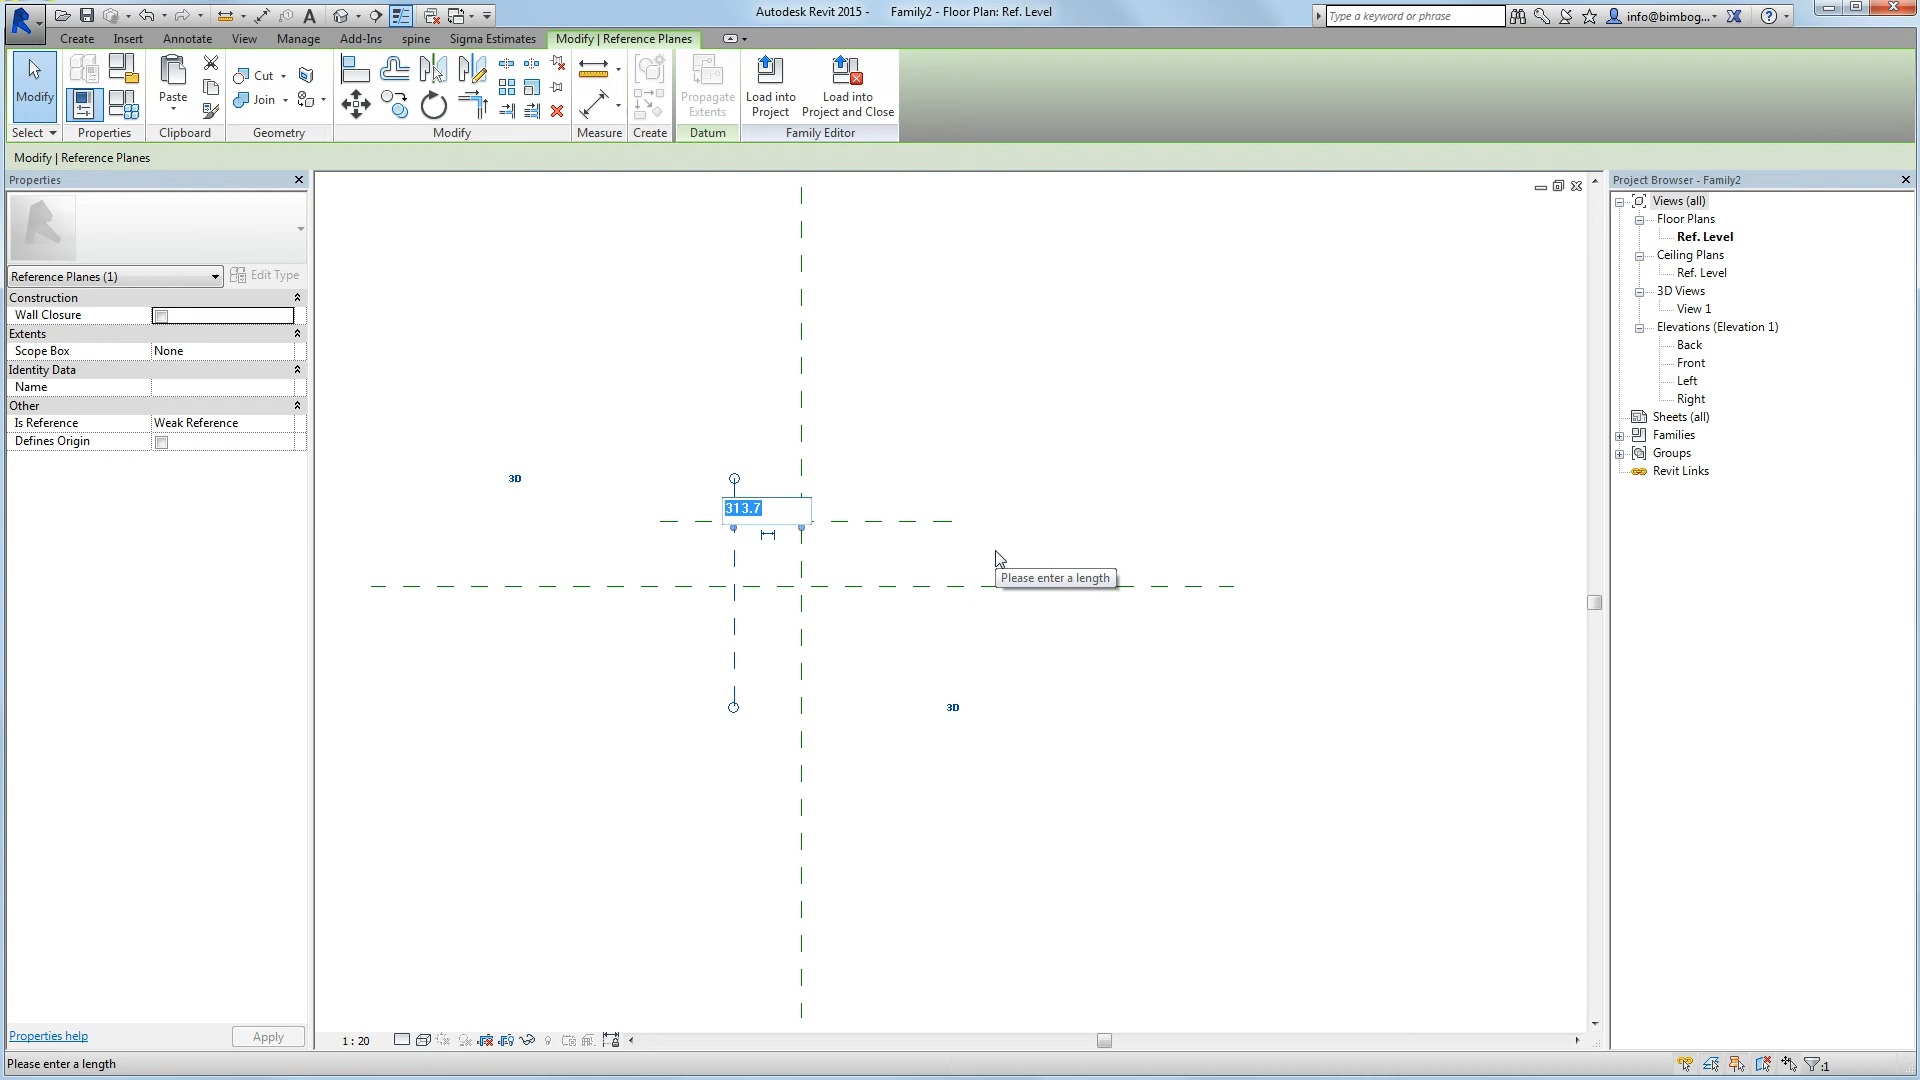 Autodesk Revit 2015 - Family2 - Floor Plan: Ref. Level
Type a keyword or phrase
info@bimbog...
Create Insert Annotate View Manage Add-Ins spine Sigma Estimates Modify | Reference Planes
Modify
Paste
Cut
Join
Propagate Extents
Load into Project
Load into Project and Close
Select Properties Clipboard Geometry Modify Measure Create Datum Family Editor
Modify | Reference Planes
Properties
Reference Planes (1)
Edit Type
Construction
Wall Closure
Extents
Scope Box None
Identity Data
Name
Other
Is Reference Weak Reference
Defines Origin
Properties help
Apply
3D
313.7
Please enter a length
3D
1 : 20
Project Browser - Family2
Views (all)
Floor Plans
Ref. Level
Ceiling Plans
Ref. Level
3D Views
View 1
Elevations (Elevation 1)
Back
Front
Left
Right
Sheets (all)
Families
Groups
Revit Links
Please enter a length
:1